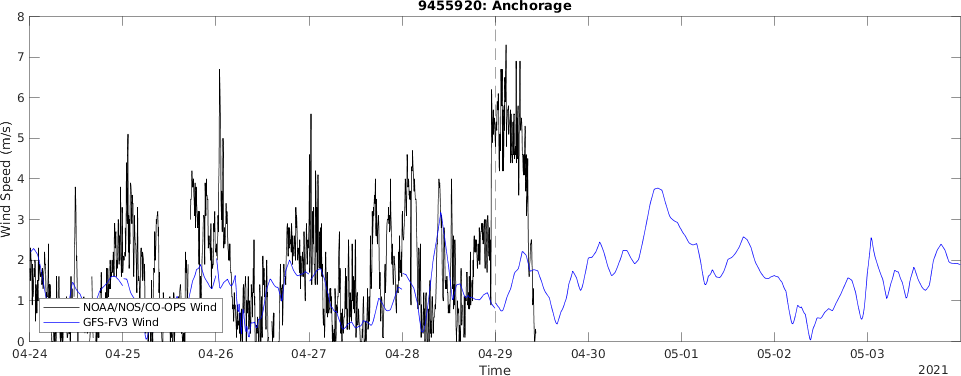 9455920: Anchorage
8
7
6
5
4
3
2
1
0
Wind Speed (m/s)
NOAA/NOS/CO-OPS Wind
GFS-FV3 Wind
04-24 04-25 04-26 04-27 04-28 04-29 04-30 05-01 05-02 05-03
Time
2021